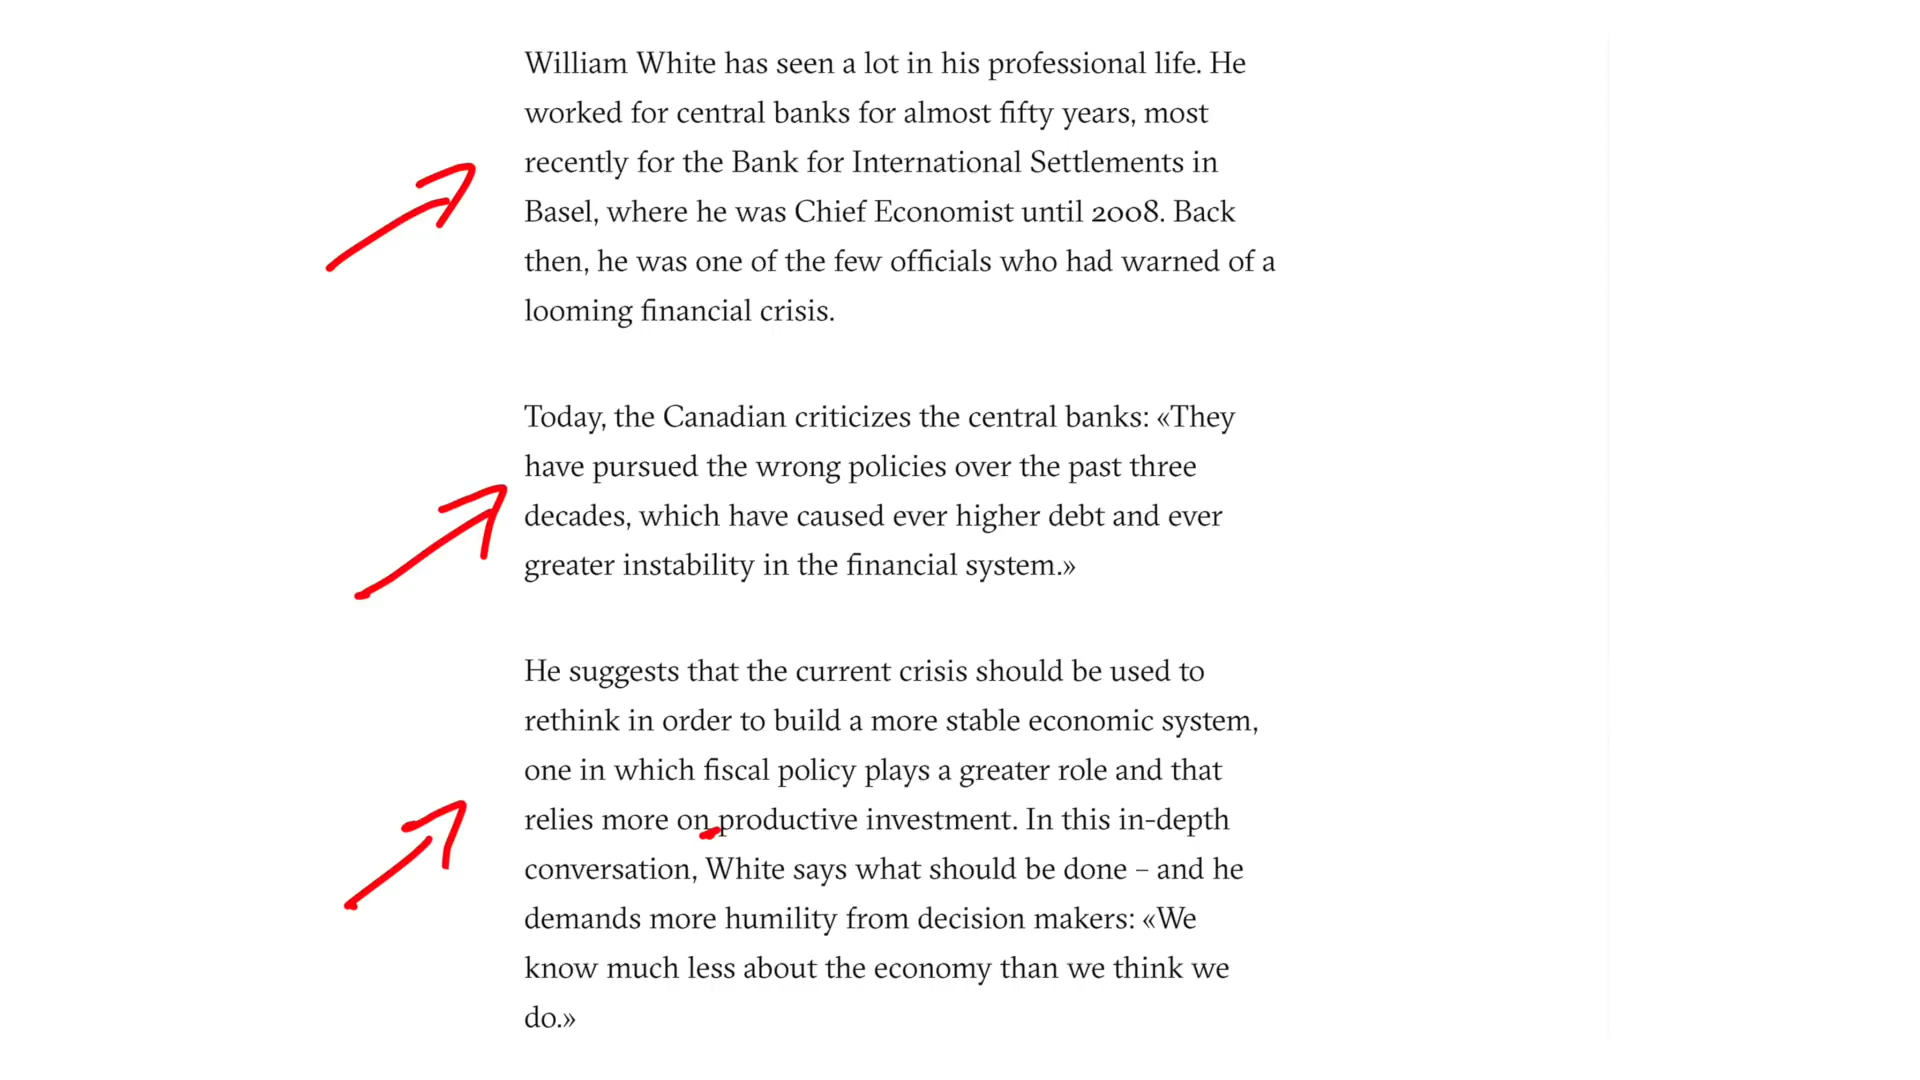 William White has seen a lot in his professional life. He
worked for central banks for almost fifty years, most
recently for the Bank for International Settlements in
Basel, where he was Chief Economist until 2008. Back
then, he was one of the few officials who had warned of a
looming financial crisis.
Today, the Canadian criticizes the central banks: «They
have pursued the wrong policies over the past three
decades, which have caused ever higher debt and ever
greater instability in the financial system.»
He suggests that the current crisis should be used to
rethink in order to build a more stable economic system,
one in which fiscal policy plays a greater role and that
relies more on productive investment. In this in-depth
conversation, White says what should be done – and he
demands more humility from decision makers: «We
know much less about the economy than we think we
do.»